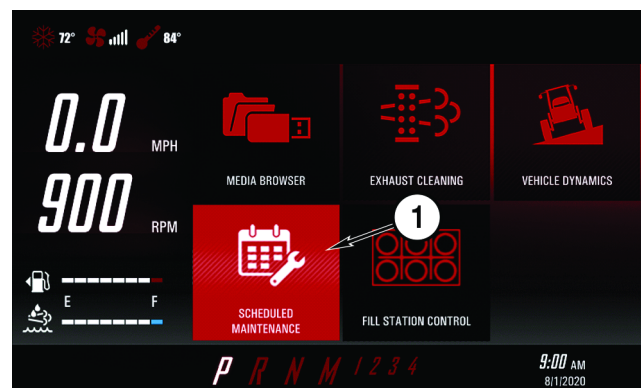 72° 84°
0.0 MPH
900 RPM
E F
MEDIA BROWSER
EXHAUST CLEANING
VEHICLE DYNAMICS
1
SCHEDULED
MAINTENANCE
FILL STATION CONTROL
P R N M 1 2 3 4
9:00 AM
8/1/2020